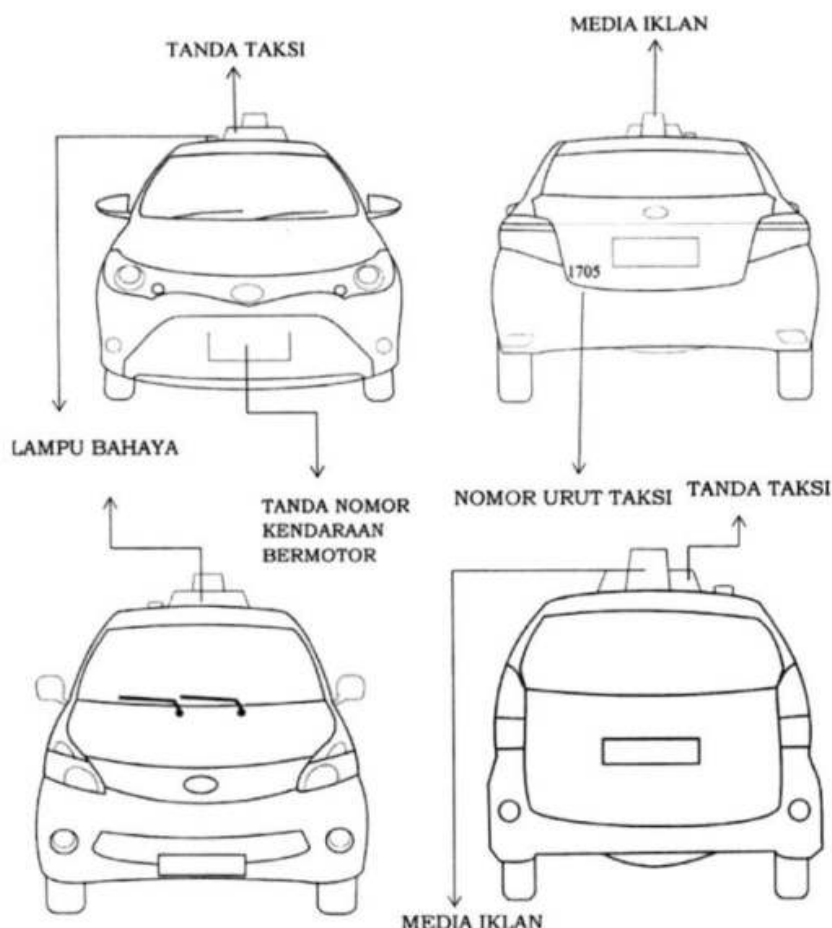 TANDA TAKSI
MEDIA IKLAN
1705
LAMPU BAHAYA
TANDA NOMOR
KENDARAAN
BERMOTOR
NOMOR URUT TAKSI
TANDA TAKSI
MEDIA IKLAN